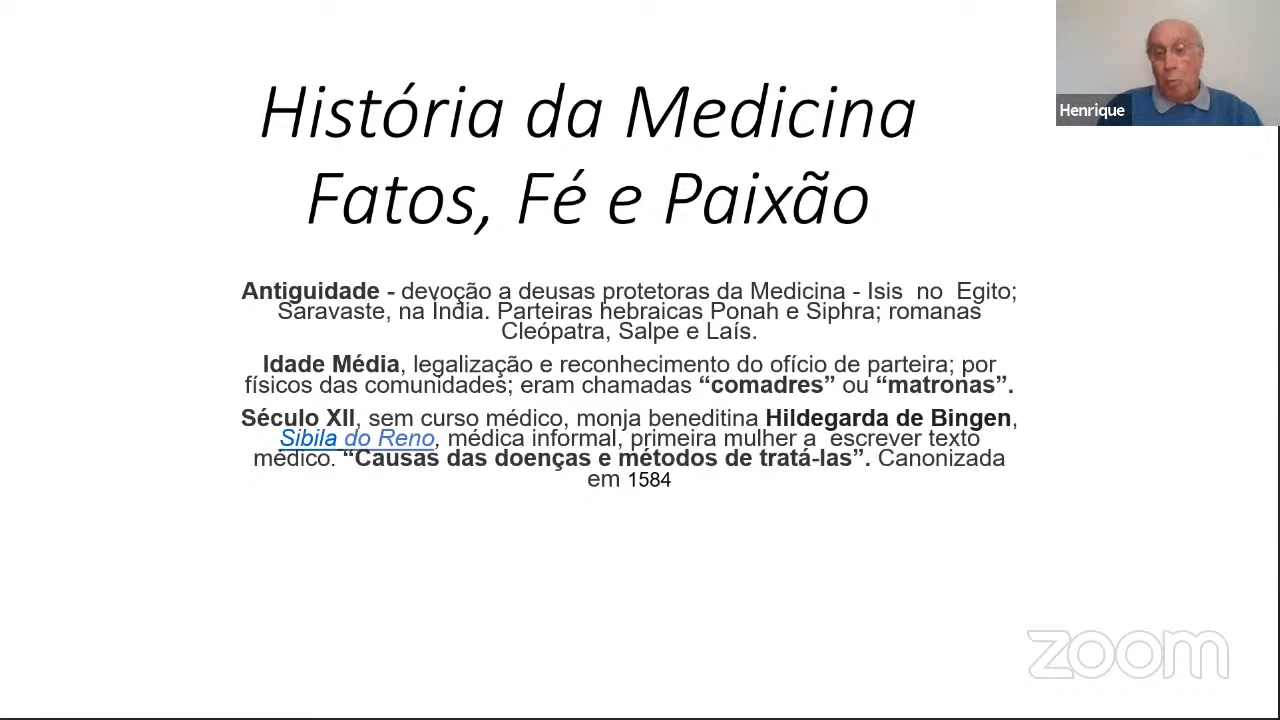 História da Medicina
Fatos, Fé e Paixão
Henrique
Antiguidade - devoção a deusas protetoras da Medicina - Isis no Egito;
Saravaste, na Índia. Parteiras hebraicas Ponah e Siphra; romanas
Cleópatra, Salpe e Laís.
Idade Média, legalização e reconhecimento do ofício de parteira; por
físicos das comunidades; eram chamadas “comadres” ou “matronas”.
Século XII, sem curso médico, monja beneditina Hildegarda de Bingen,
Sibila do Reno, médica informal, primeira mulher a escrever texto
médico. “Causas das doenças e métodos de tratá-las”. Canonizada
em 1584
zoom